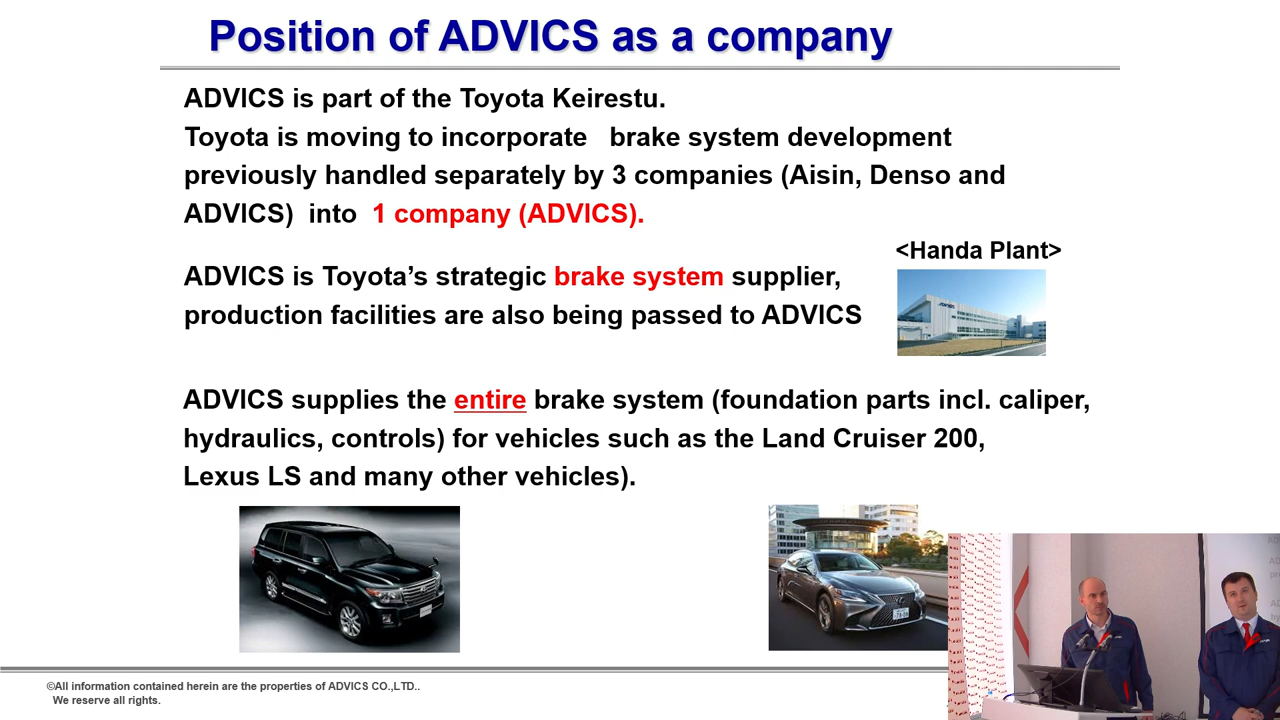 Position of ADVICS as a company
ADVICS is part of the Toyota Keirestu.
Toyota is moving to incorporate brake system development
previously handled separately by 3 companies (Aisin, Denso and
ADVICS) into 1 company (ADVICS).
<Handa Plant>
ADVICS is Toyota’s strategic brake system supplier,
production facilities are also being passed to ADVICS
ADVICS supplies the entire brake system (foundation parts incl. caliper,
hydraulics, controls) for vehicles such as the Land Cruiser 200,
Lexus LS and many other vehicles).
©All information contained herein are the properties of ADVICS CO.,LTD..
We reserve all rights.